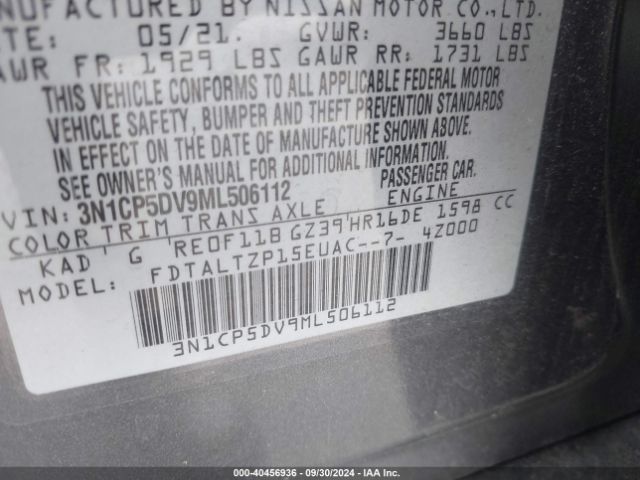 NUFACTURED BY NISSAN MOTOR CO., LTD.
ATE: 05/21. GVWR: 3660 LBS
AWR FR: 1929 LBS GAWR RR: 1731 LBS
THIS VEHICLE CONFORMS TO ALL APPLICABLE FEDERAL MOTOR
VEHICLE SAFETY, BUMPER AND THEFT PREVENTION STANDARDS
IN EFFECT ON THE DATE OF MANUFACTURE SHOWN ABOVE.
SEE OWNER'S MANUAL FOR ADDITIONAL INFORMATION.
VIN: 3N1CP5DV9ML506112 PASSENGER CAR.
COLOR TRIM TRANS AXLE ENGINE
KAD G RE0F11B GZ39 HR16DE 1598 CC
MODEL: FDTALTZP15EUAC--7- 4Z000
3N1CP5DV9ML506112
000-40456936 - 09/30/2024 - IAA Inc.